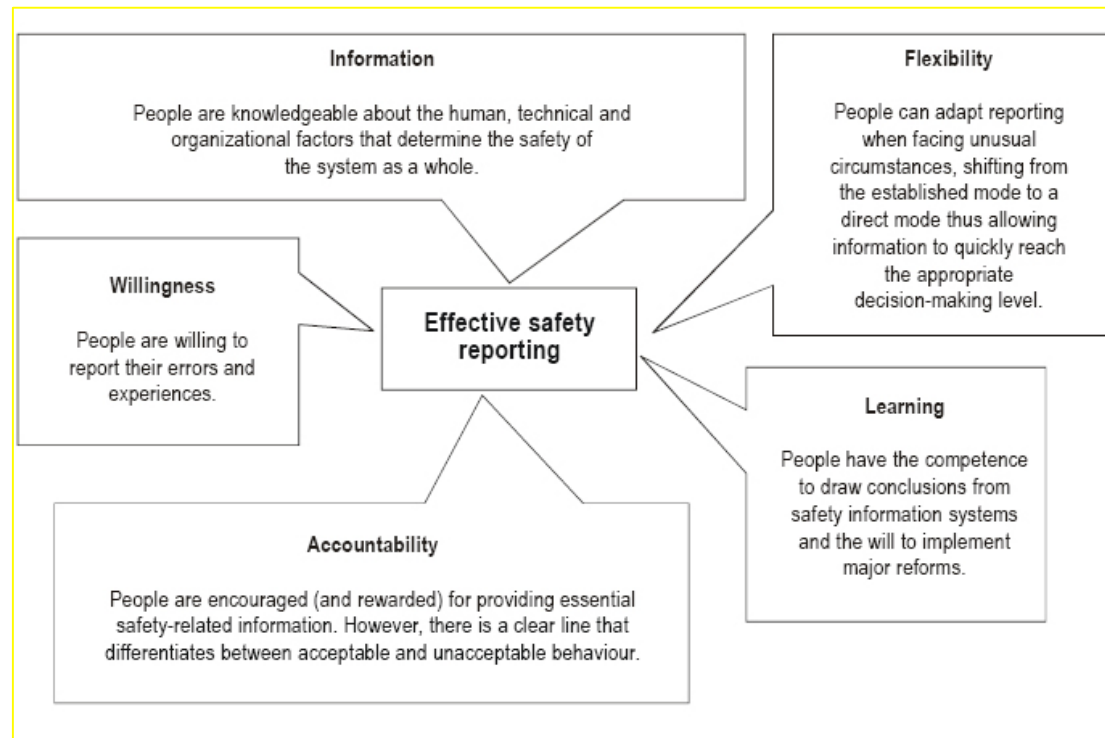 Information
People are knowledgeable about the human, technical and
organizational factors that determine the safety of
the system as a whole.
Flexibility
People can adapt reporting
when facing unusual
circumstances, shifting from
the established mode to a
direct mode thus allowing
information to quickly reach
the appropriate
decision-making level.
Willingness
People are willing to
report their errors and
experiences.
Effective safety
reporting
Learning
People have the competence
to draw conclusions from
safety information systems
and the will to implement
major reforms.
Accountability
People are encouraged (and rewarded) for providing essential
safety-related information. However, there is a clear line that
differentiates between acceptable and unacceptable behaviour.